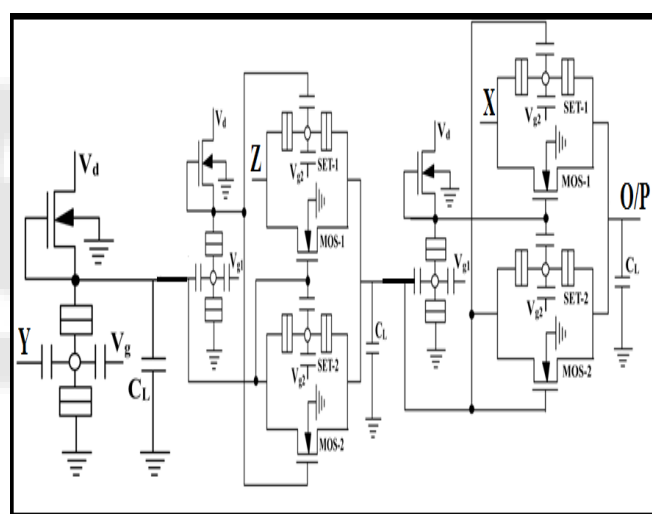 V_d
Y
V_g
C_L
V_d
V_g1
Z
SET-1
V_g2
MOS-1
SET-2
V_g2
MOS-2
C_L
V_d
V_g1
X
SET-1
V_g2
MOS-1
O/P
SET-2
V_g2
MOS-2
C_L